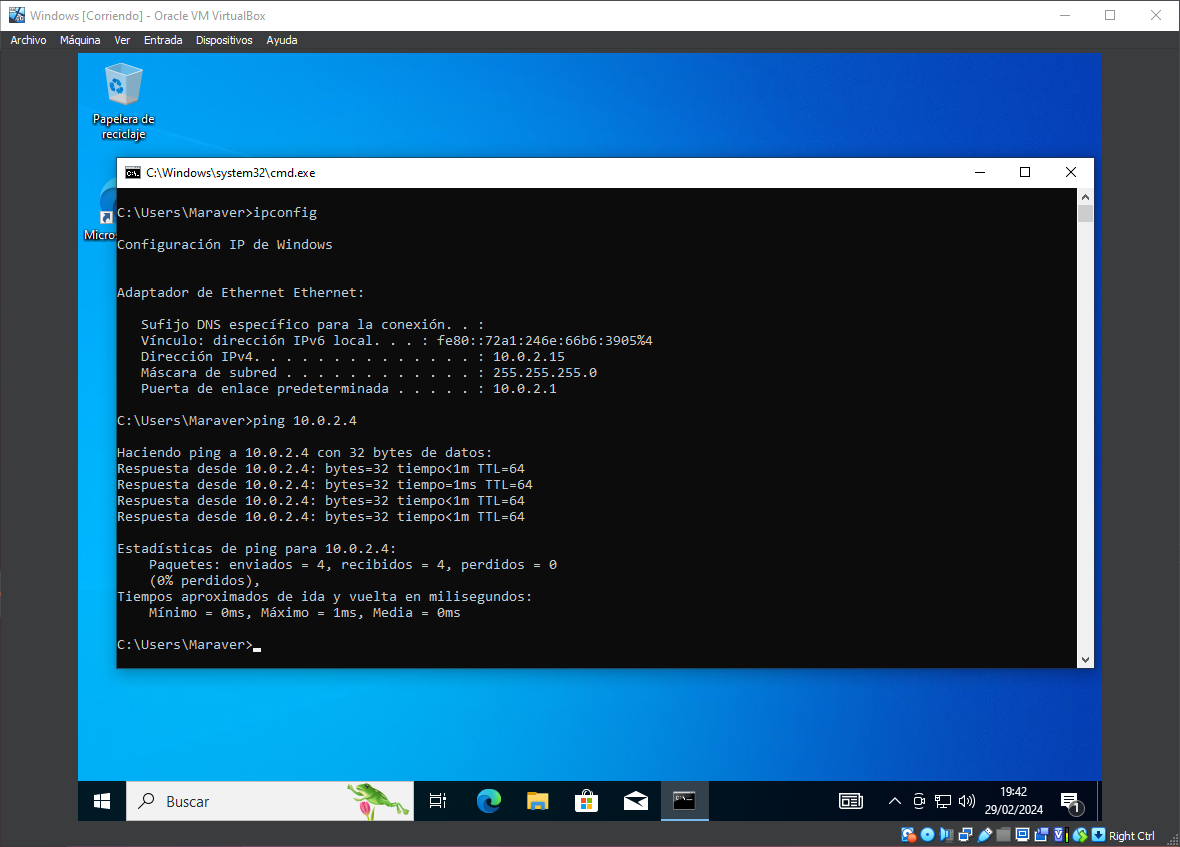 Windows [Corriendo] - Oracle VM VirtualBox
Archivo Máquina Ver Entrada Dispositivos Ayuda
Papelera de
reciclaje
C:\Windows\system32\cmd.exe
Micros
C:\Users\Maraver>ipconfig
Configuración IP de Windows
Adaptador de Ethernet Ethernet:
Sufijo DNS específico para la conexión. . :
Vínculo: dirección IPv6 local. . . : fe80::72a1:246e:66b6:3905%4
Dirección IPv4. . . . . . . . . . . . . . : 10.0.2.15
Máscara de subred . . . . . . . . . . . . : 255.255.255.0
Puerta de enlace predeterminada . . . . . : 10.0.2.1
C:\Users\Maraver>ping 10.0.2.4
Haciendo ping a 10.0.2.4 con 32 bytes de datos:
Respuesta desde 10.0.2.4: bytes=32 tiempo<1m TTL=64
Respuesta desde 10.0.2.4: bytes=32 tiempo=1ms TTL=64
Respuesta desde 10.0.2.4: bytes=32 tiempo<1m TTL=64
Respuesta desde 10.0.2.4: bytes=32 tiempo<1m TTL=64
Estadísticas de ping para 10.0.2.4:
Paquetes: enviados = 4, recibidos = 4, perdidos = 0
(0% perdidos),
Tiempos aproximados de ida y vuelta en milisegundos:
Mínimo = 0ms, Máximo = 1ms, Media = 0ms
C:\Users\Maraver>
Buscar
19:42
29/02/2024
1
Right Ctrl